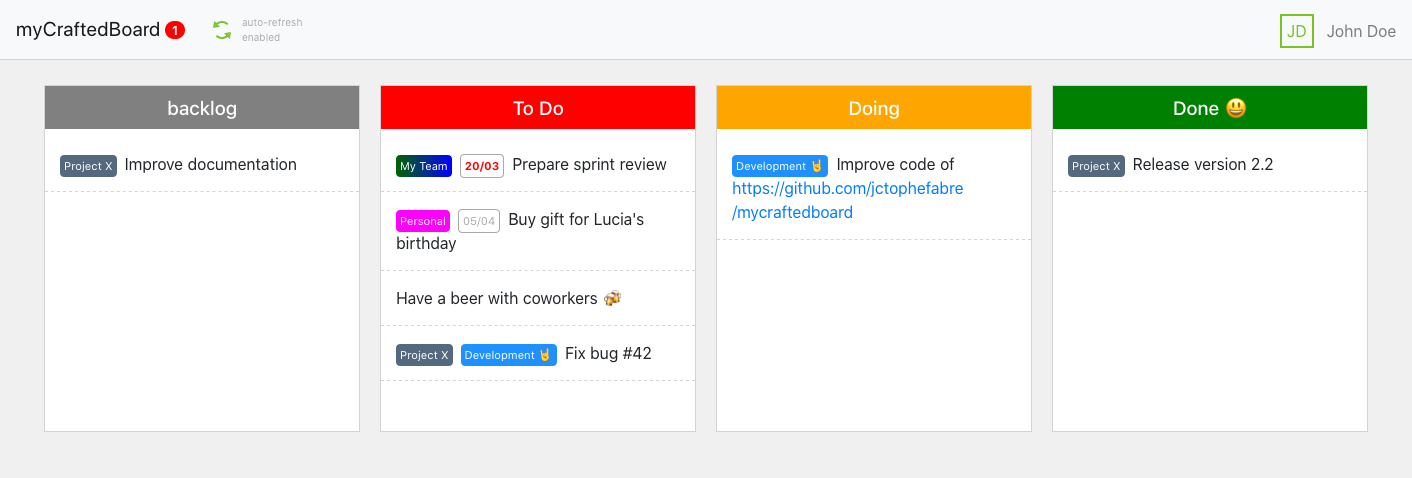 myCraftedBoard 1
auto-refresh
enabled
JD John Doe
backlog
Project X Improve documentation
To Do
My Team 20/03 Prepare sprint review
Personal 05/04 Buy gift for Lucia's
birthday
Have a beer with coworkers 🍻
Project X Development 🤘 Fix bug #42
Doing
Development 🤘 Improve code of
https://github.com/jctophefabre
/mycraftedboard
Done 😃
Project X Release version 2.2